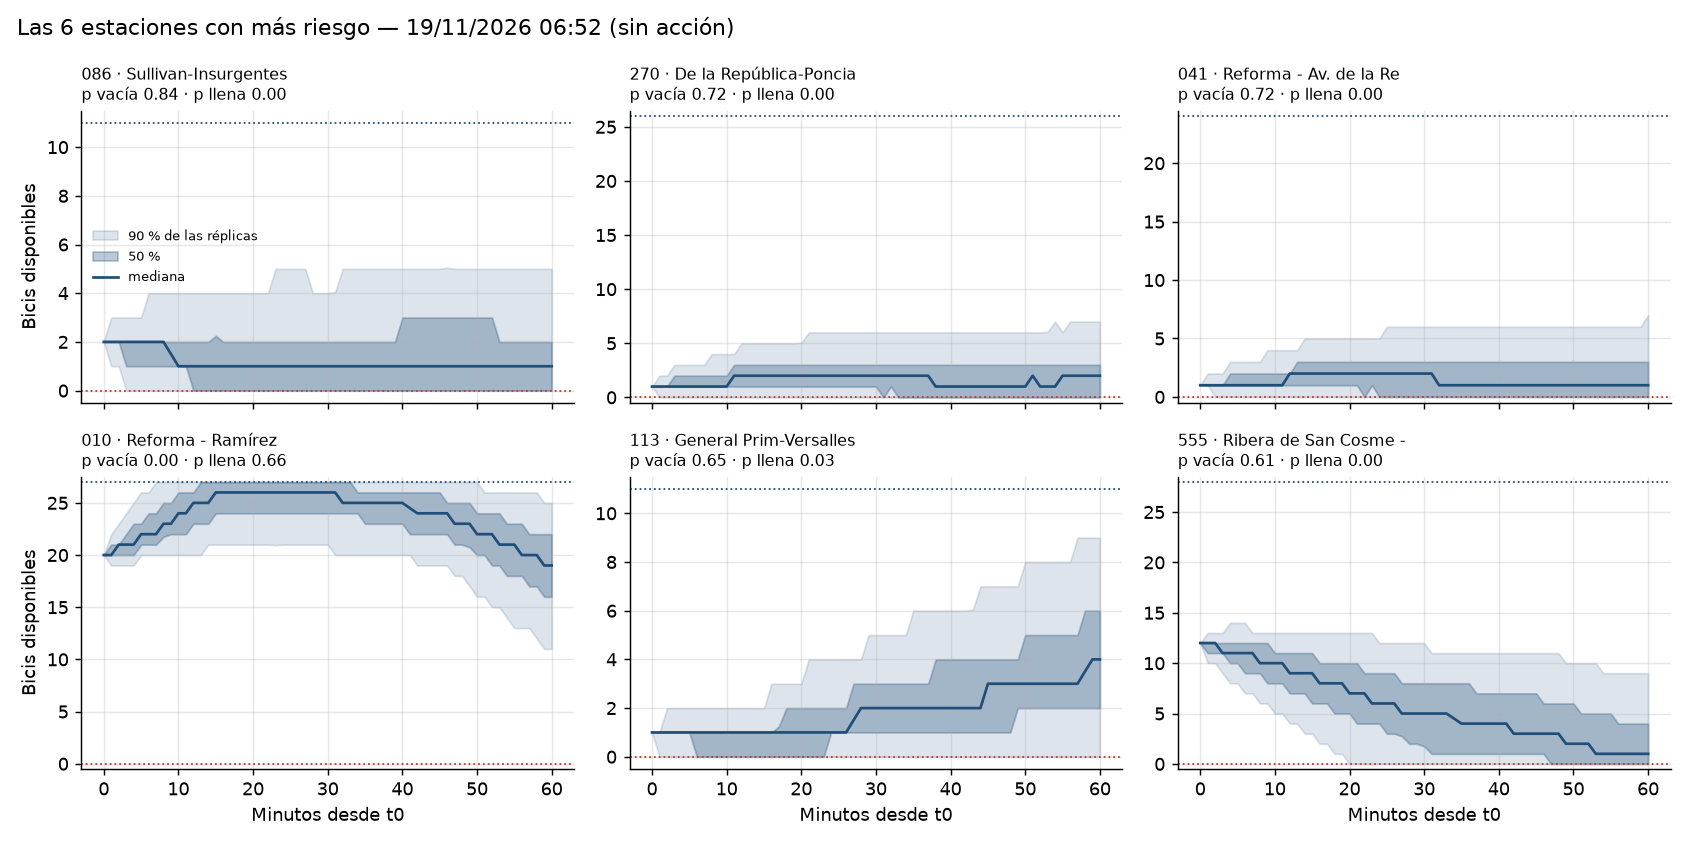 Las 6 estaciones con más riesgo — 19/11/2026 06:52 (sin acción)
086 · Sullivan-Insurgentes
p vacía 0.84 · p llena 0.00
270 · De la República-Poncia
p vacía 0.72 · p llena 0.00
041 · Reforma - Av. de la Re
p vacía 0.72 · p llena 0.00
Bicis disponibles
10
8
6
4
2
0
90 % de las réplicas
50 %
mediana
25
20
15
10
5
0
20
15
10
5
0
010 · Reforma - Ramírez
p vacía 0.00 · p llena 0.66
113 · General Prim-Versalles
p vacía 0.65 · p llena 0.03
555 · Ribera de San Cosme -
p vacía 0.61 · p llena 0.00
Bicis disponibles
25
20
15
10
5
0
0 10 20 30 40 50 60
Minutos desde t0
10
8
6
4
2
0
0 10 20 30 40 50 60
Minutos desde t0
25
20
15
10
5
0
0 10 20 30 40 50 60
Minutos desde t0